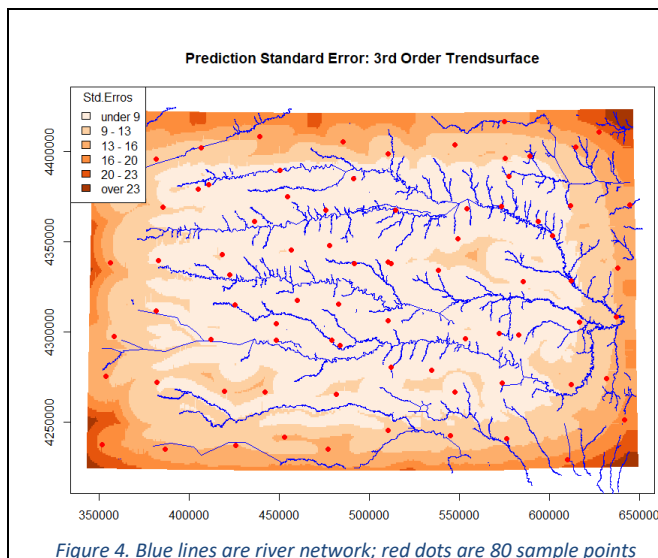 Prediction Standard Error: 3rd Order Trendsurface
Std.Erros
under 9
9 - 13
13 - 16
16 - 20
20 - 23
over 23
4400000
4350000
4300000
4250000
350000 400000 450000 500000 550000 600000 650000
Figure 4. Blue lines are river network; red dots are 80 sample points